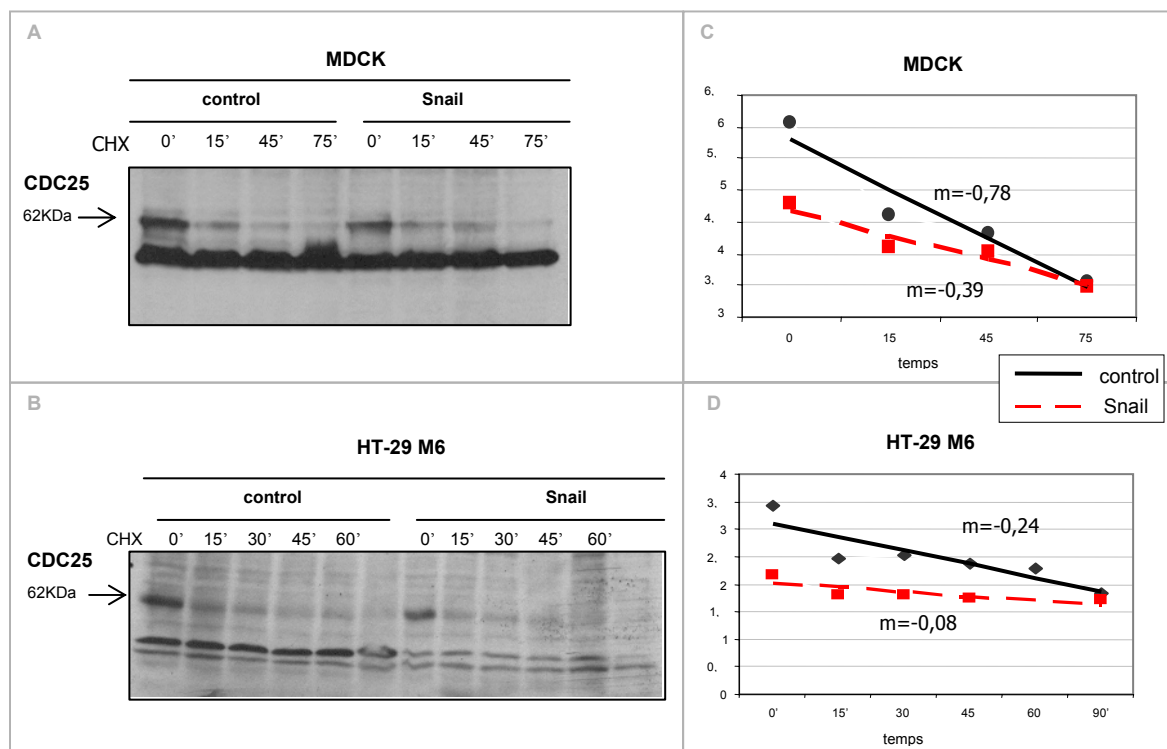 A
MDCK
control Snail
CHX 0’ 15’ 45’ 75’ 0’ 15’ 45’ 75’
CDC25
62KDa
B
HT-29 M6
control Snail
CHX 0’ 15’ 30’ 45’ 60’ 0’ 15’ 30’ 45’ 60’
CDC25
62KDa
C
MDCK
6.
6
5.
5
4.
4
3.
3
m=-0,78
m=-0,39
0 15 45 75
temps
control
Snail
D
HT-29 M6
4
3.
3
2.
2
1.
1
0.
0
m=-0,24
m=-0,08
0' 15' 30 45 60 90'
temps